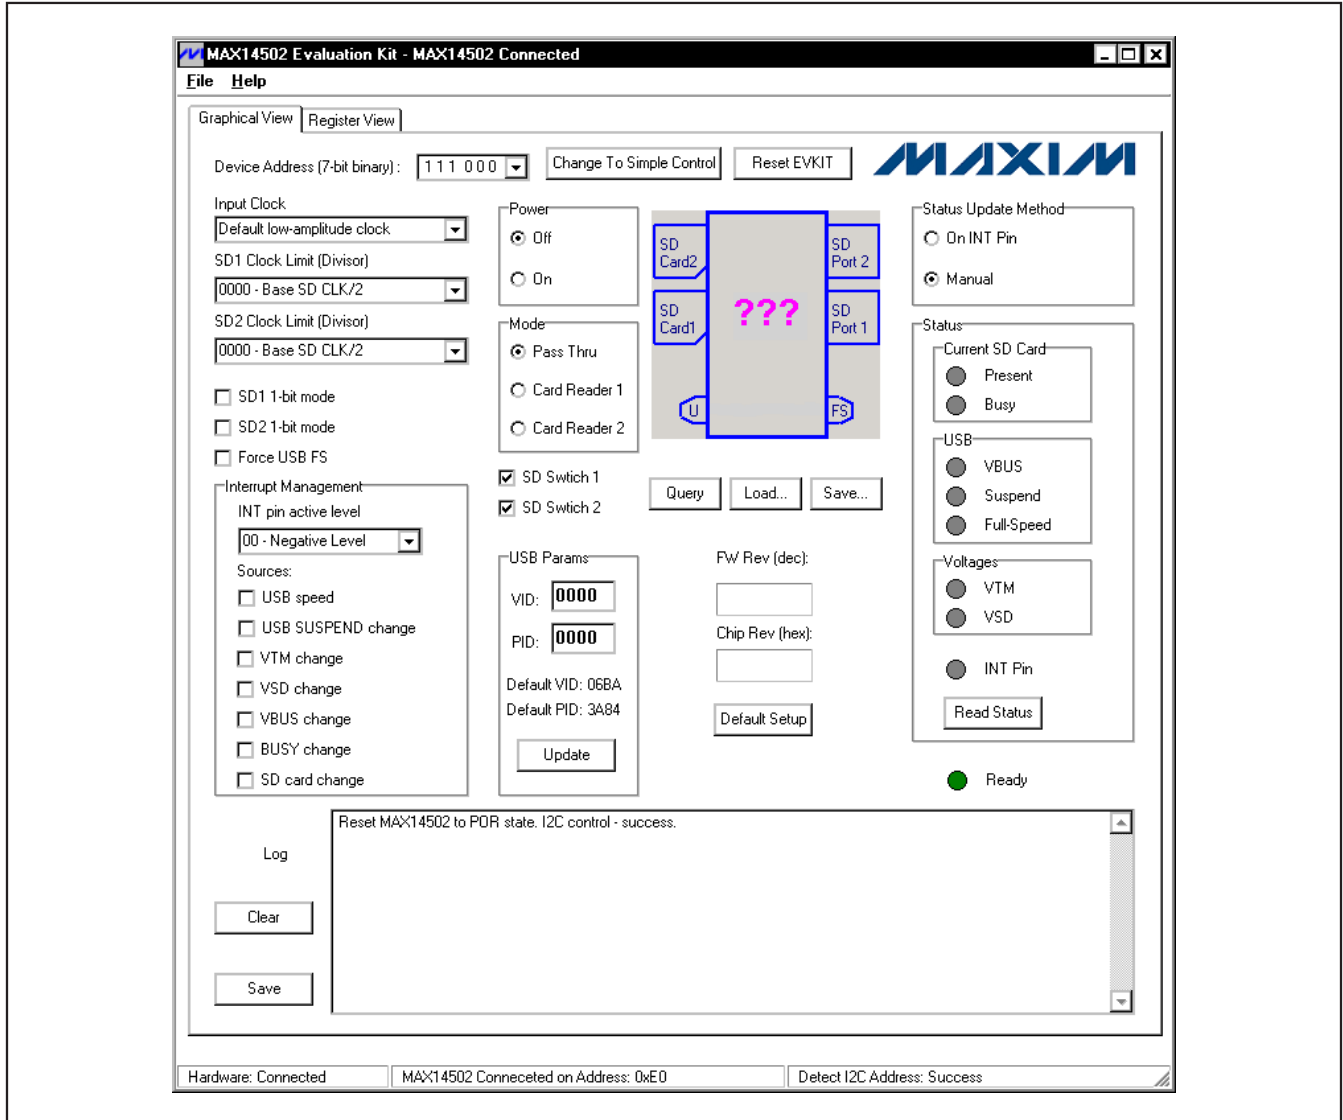 MAX14502 Evaluation Kit - MAX14502 Connected
File Help
Graphical View Register View
Device Address (7-bit binary) : 111 000 Change To Simple Control Reset EVKIT MAXIM
Input Clock
Default low-amplitude clock
SD1 Clock Limit (Divisor)
0000 - Base SD CLK/2
SD2 Clock Limit (Divisor)
0000 - Base SD CLK/2
SD1 1-bit mode
SD2 1-bit mode
Force USB FS
Interrupt Management
INT pin active level
00 - Negative Level
Sources:
USB speed
USB SUSPEND change
VTM change
VSD change
VBUS change
BUSY change
SD card change
Power
Off
On
Mode
Pass Thru
Card Reader 1
Card Reader 2
SD Swtich 1
SD Swtich 2
USB Params
VID: 0000
PID: 0000
Default VID: 06BA
Default PID: 3A84
Update
SD Card2
SD Port 2
SD Card1
???
SD Port 1
U
FS
Query Load... Save...
FW Rev (dec):
Chip Rev (hex):
Default Setup
Status Update Method
On INT Pin
Manual
Status
Current SD Card
Present
Busy
USB
VBUS
Suspend
Full-Speed
Voltages
VTM
VSD
INT Pin
Read Status
Ready
Log
Reset MAX14502 to POR state. I2C control - success.
Clear
Save
Hardware: Connected MAX14502 Conneceted on Address: 0xE0 Detect I2C Address: Success